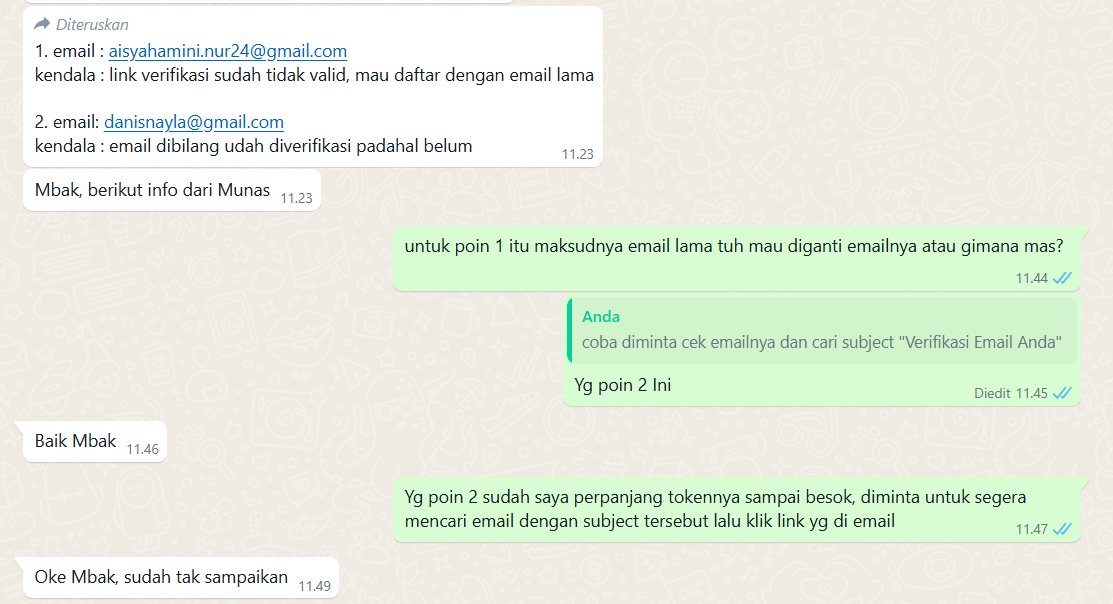 Diteruskan
1. email : aisyahamini.nur24@gmail.com
kendala : link verifikasi sudah tidak valid, mau daftar dengan email lama
2. email: danisnayla@gmail.com
kendala : email dibilang udah diverifikasi padahal belum
11.23
Mbak, berikut info dari Munas
11.23
untuk poin 1 itu maksudnya email lama tuh mau diganti emailnya atau gimana mas?
11.44
Anda
coba diminta cek emailnya dan cari subject "Verifikasi Email Anda"
Yg poin 2 Ini
Diedit 11.45
Baik Mbak
11.46
Yg poin 2 sudah saya perpanjang tokennya sampai besok, diminta untuk segera
mencari email dengan subject tersebut lalu klik link yg di email
11.47
Oke Mbak, sudah tak sampaikan
11.49